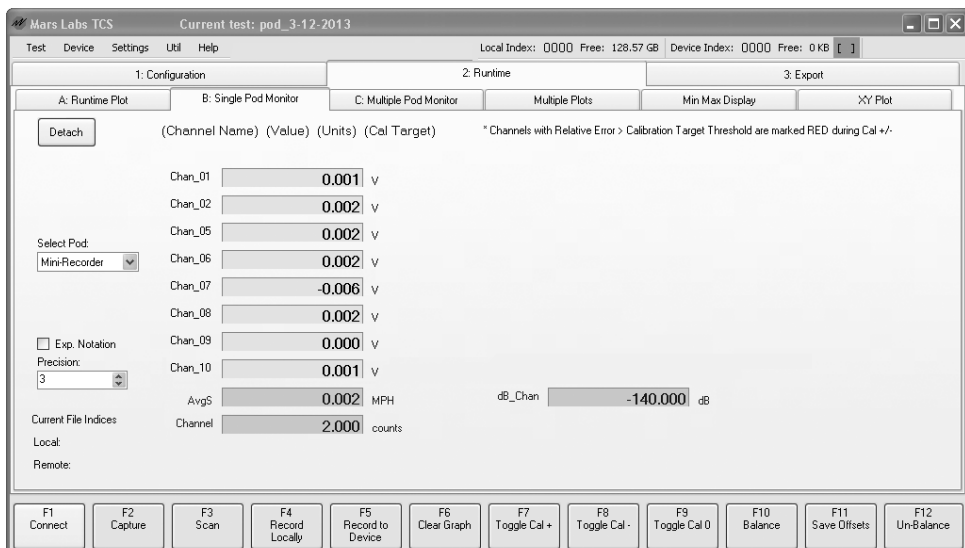 Mars Labs TCS Current test: pod_3-12-2013
Test Device Settings Util Help Local Index: 0000 Free: 128.57 GB Device Index: 0000 Free: 0 KB [ ]
1: Configuration 2: Runtime 3: Export
A: Runtime Plot B: Single Pod Monitor C: Multiple Pod Monitor Multiple Plots Min Max Display XY Plot
Detach (Channel Name) (Value) (Units) (Cal Target) * Channels with Relative Error > Calibration Target Threshold are marked RED during Cal +/-
Chan_01 0.001 V
Chan_02 0.002 V
Chan_05 0.002 V
Select Pod:
Mini-Recorder
Chan_06 0.002 V
Chan_07 -0.006 V
Chan_08 0.002 V
Chan_09 0.000 V
Exp. Notation
Precision:
3
Chan_10 0.001 V
AvgS 0.002 MPH dB_Chan -140.000 dB
Current File Indices
Channel 2.000 counts
Local:
Remote:
F1 Connect
F2 Capture
F3 Scan
F4 Record Locally
F5 Record to Device
F6 Clear Graph
F7 Toggle Cal +
F8 Toggle Cal -
F9 Toggle Cal 0
F10 Balance
F11 Save Offsets
F12 Un-Balance